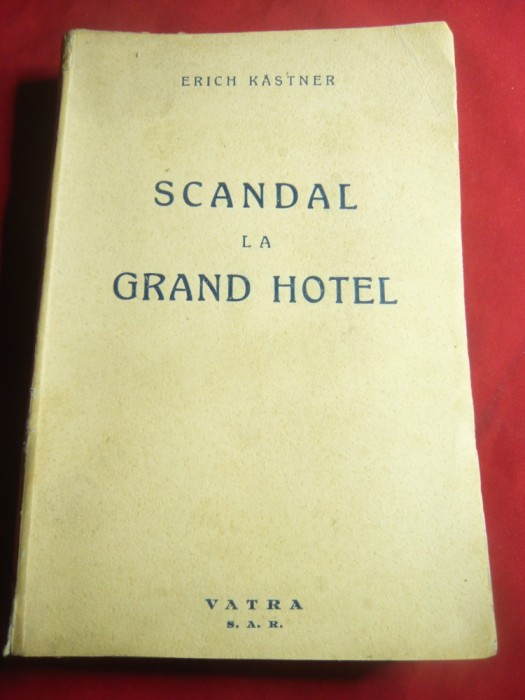 ERICH KÄSTNER
SCANDAL
LA
GRAND HOTEL
VATRA
S. A. R.